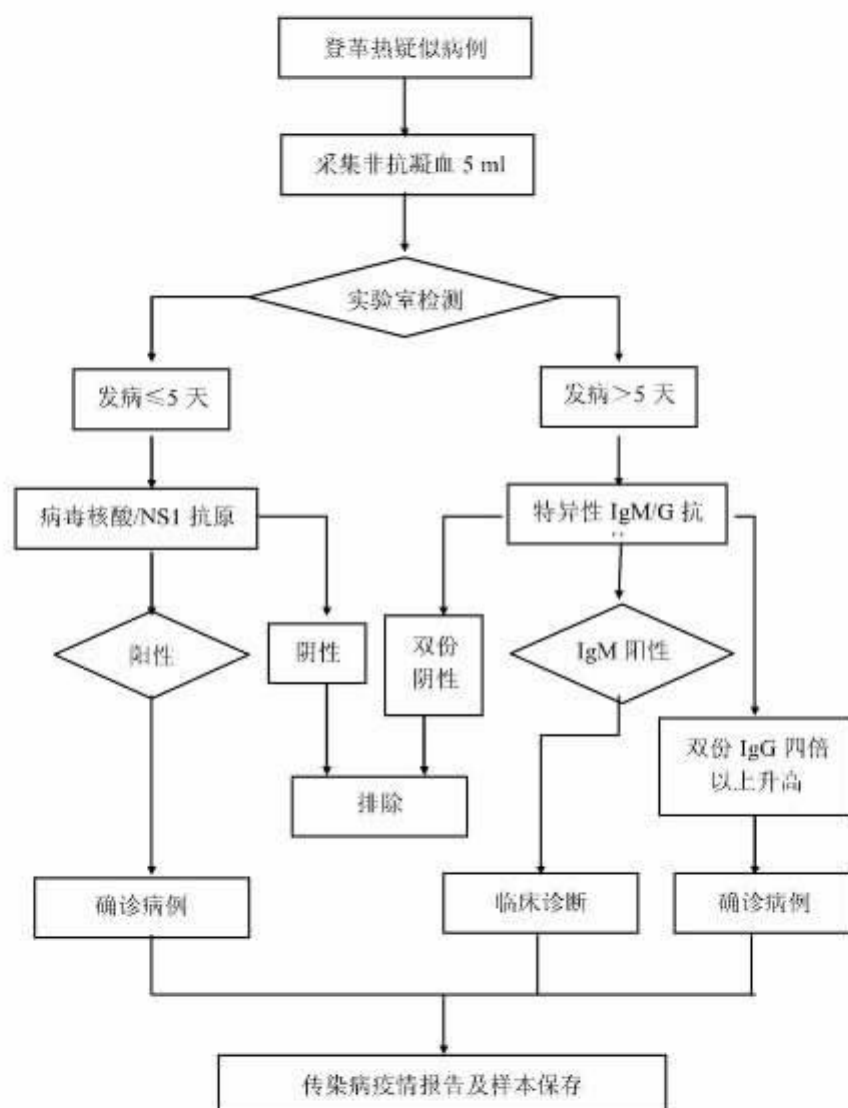 登革热疑似病例
采集非抗凝血 5 ml
实验室检测
发病≤5 天
发病＞5 天
病毒核酸/NS1 抗原
特异性 IgM/G 抗
阳性
阴性
双份
阴性
IgM 阳性
双份 IgG 四倍
以上升高
排除
确诊病例
临床诊断
确诊病例
传染病疫情报告及样本保存